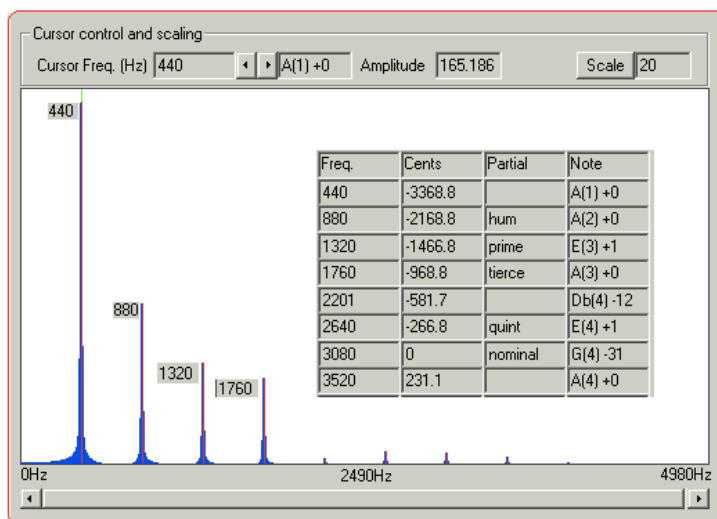 Cursor control and scaling
Cursor Freq. (Hz) 440 A(1) +0 Amplitude 165.186 Scale 20
440
Freq. Cents Partial Note
440 -3368.8 A(1) +0
880 -2168.8 hum A(2) +0
1320 -1466.8 prime E(3) +1
1760 -968.8 tierce A(3) +0
2201 -581.7 Db(4) -12
880
2640 -266.8 quint E(4) +1
3080 0 nominal G(4) -31
1320
3520 231.1 A(4) +0
1760
0Hz 2490Hz 4980Hz